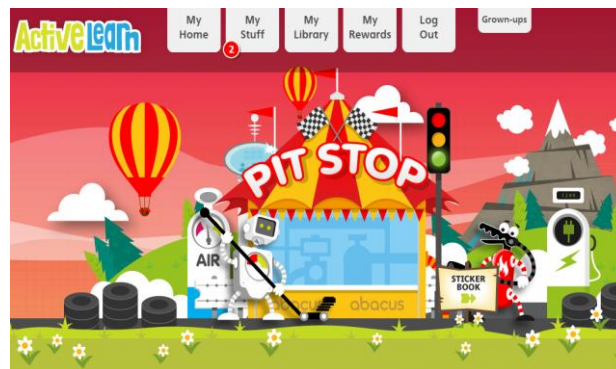 ActiveLearn
My Home
My Stuff
2
My Library
My Rewards
Log Out
Grown-ups
PIT STOP
AIR
STICKER
BOOK
abacus abacus